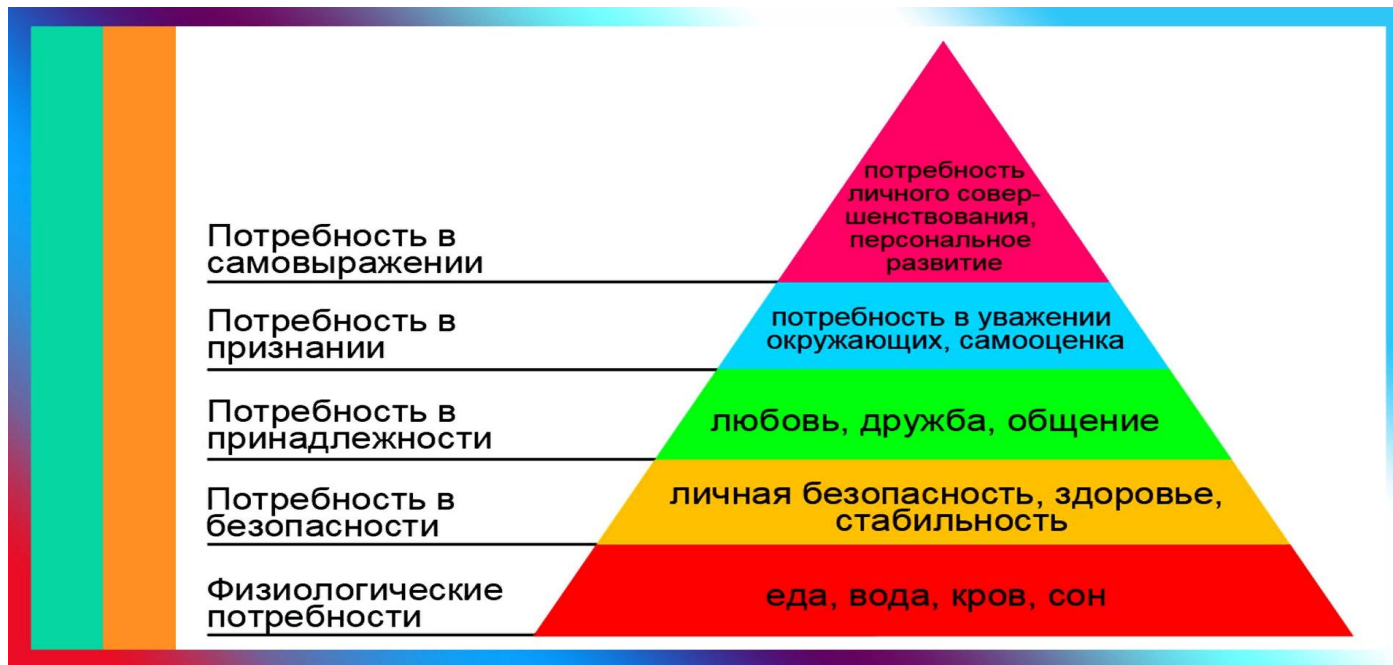 потребность
личного совер-
шенствования,
персональное
развитие
Потребность в
самовыражении
потребность в уважении
окружающих, самооценка
Потребность в
признании
любовь, дружба, общение
Потребность в
принадлежности
личная безопасность, здоровье,
стабильность
Потребность в
безопасности
еда, вода, кров, сон
Физиологические
потребности